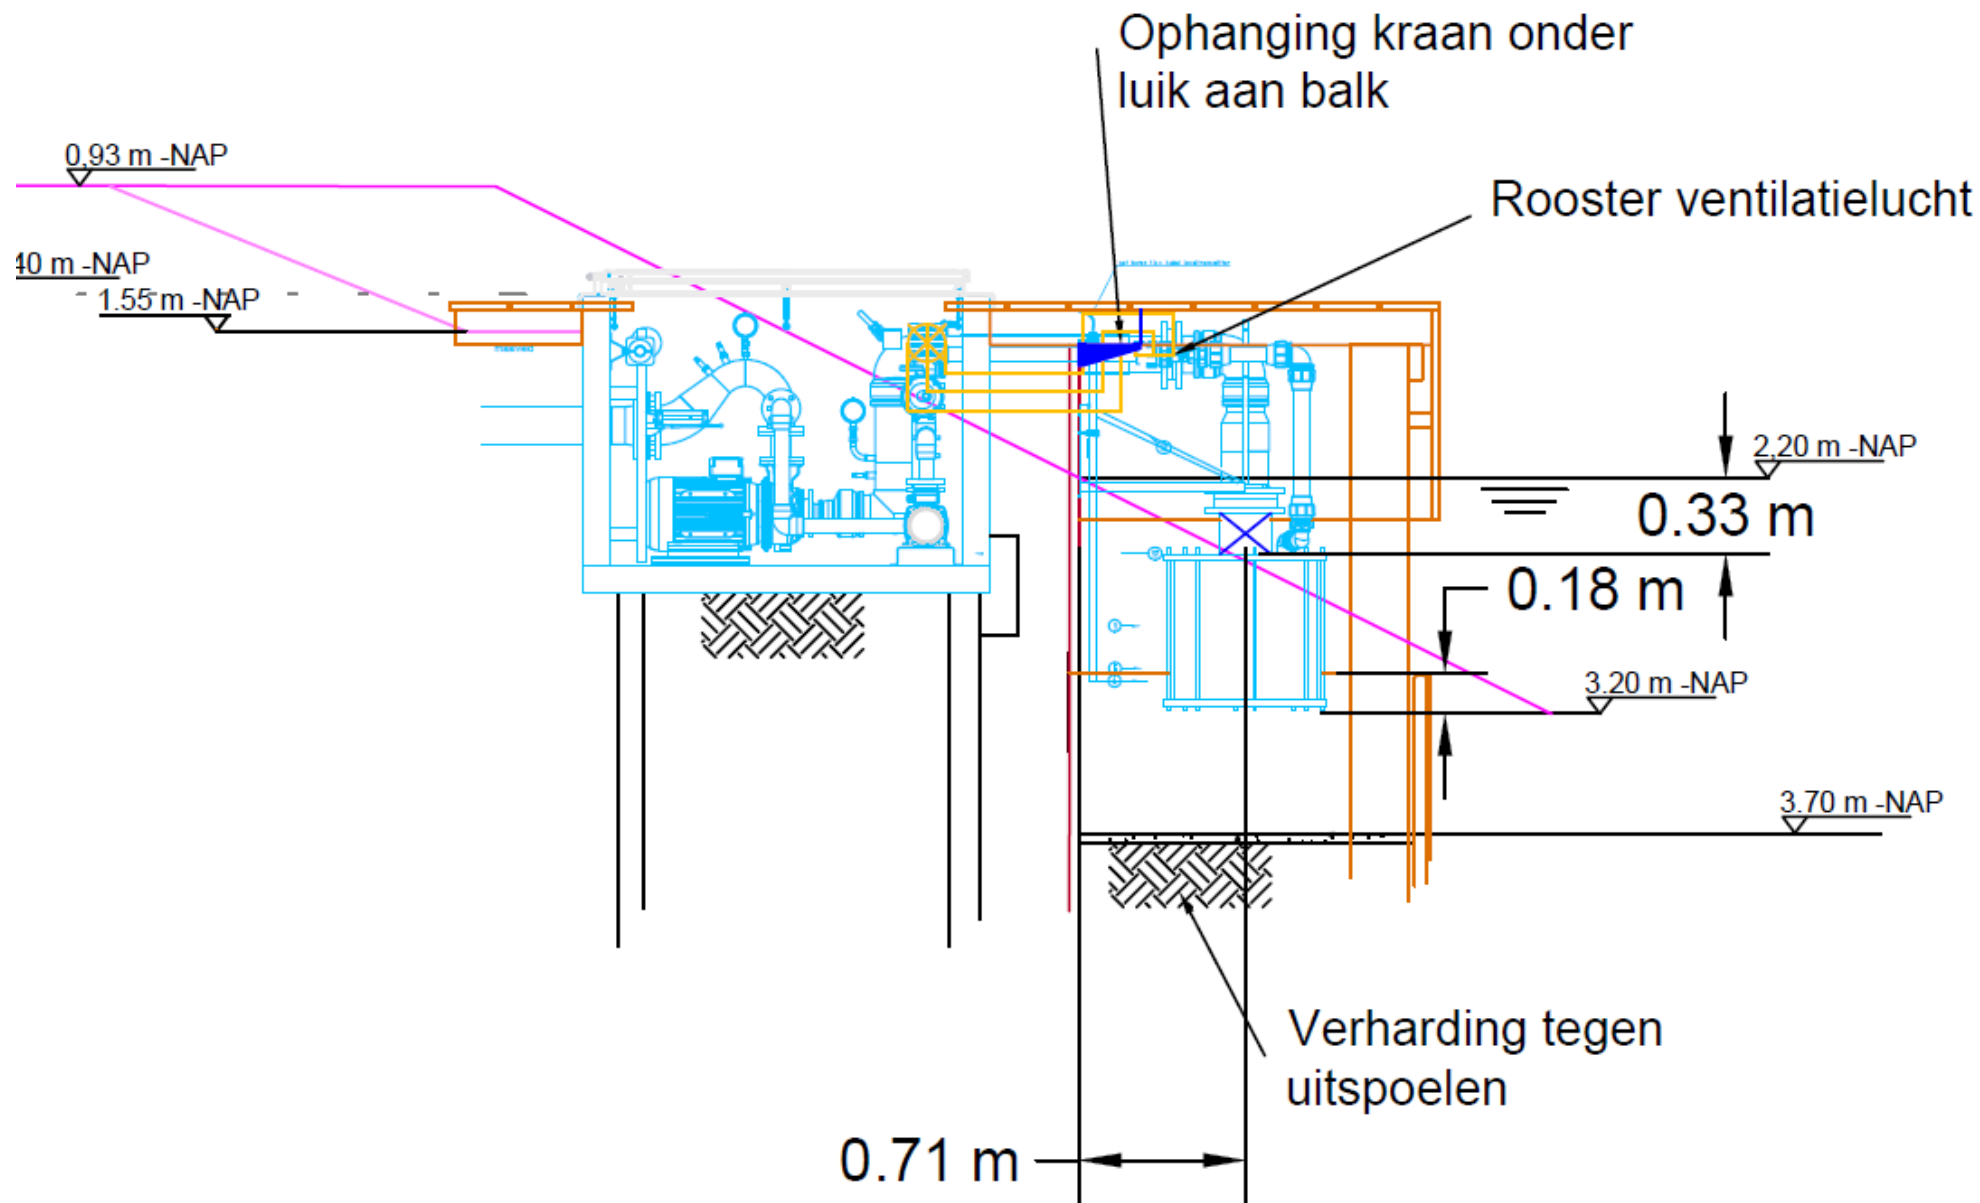 Ophanging kraan onder
luik aan balk
0,93 m -NAP
Rooster ventilatielucht
40 m -NAP
1.55 m -NAP
2,20 m -NAP
0.33 m
0.18 m
3.20 m -NAP
3.70 m -NAP
Verharding tegen
uitspoelen
0.71 m